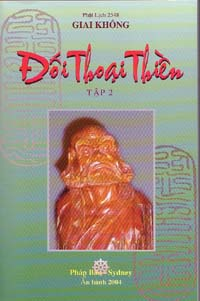 Phật Lịch 2548
GIAI KHÔNG
Đối Thoại Thiền
TẬP 2
Pháp Bảo Sydney
Ấn hành 2004